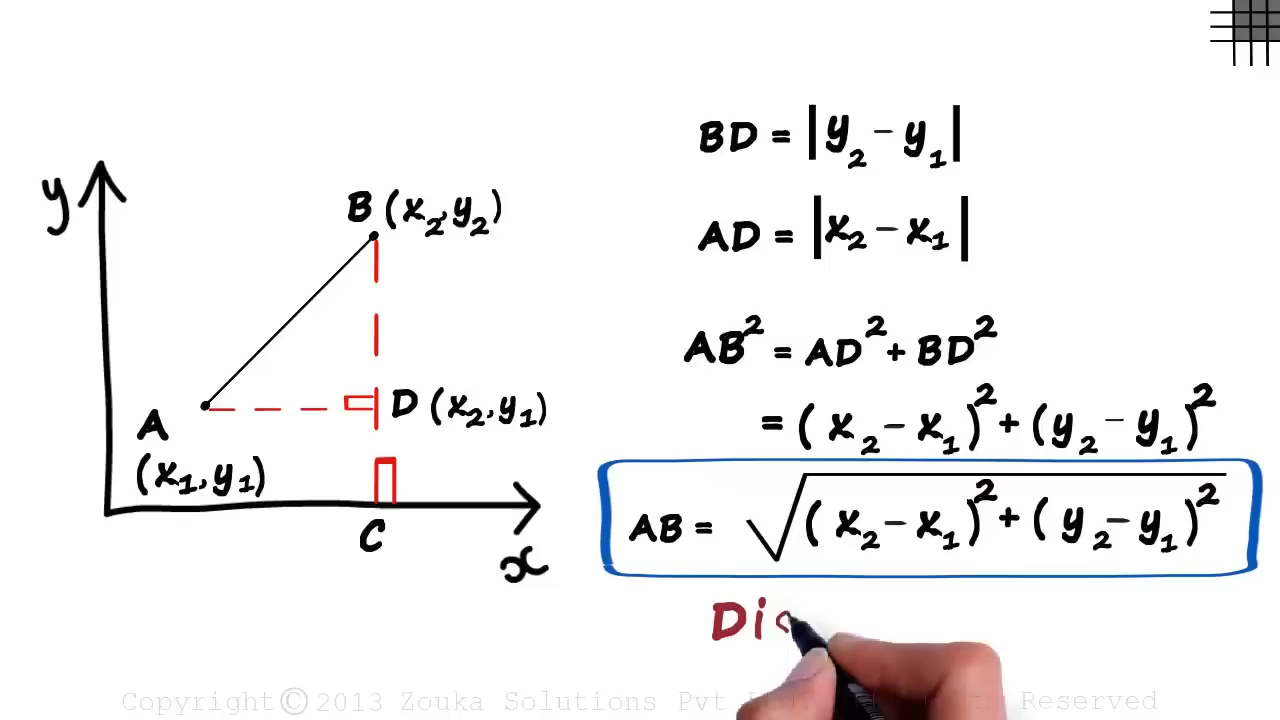 BD = |y₂ − y₁|
AD = |x₂ − x₁|
AB² = AD² + BD²
= (x₂ − x₁)² + (y₂ − y₁)²
AB = √((x₂ − x₁)² + (y₂ − y₁)²)
y
B (x₂, y₂)
D (x₂, y₁)
A
(x₁, y₁)
C
x
Copyright©2013 Zouka Solutions Pvt Reserved